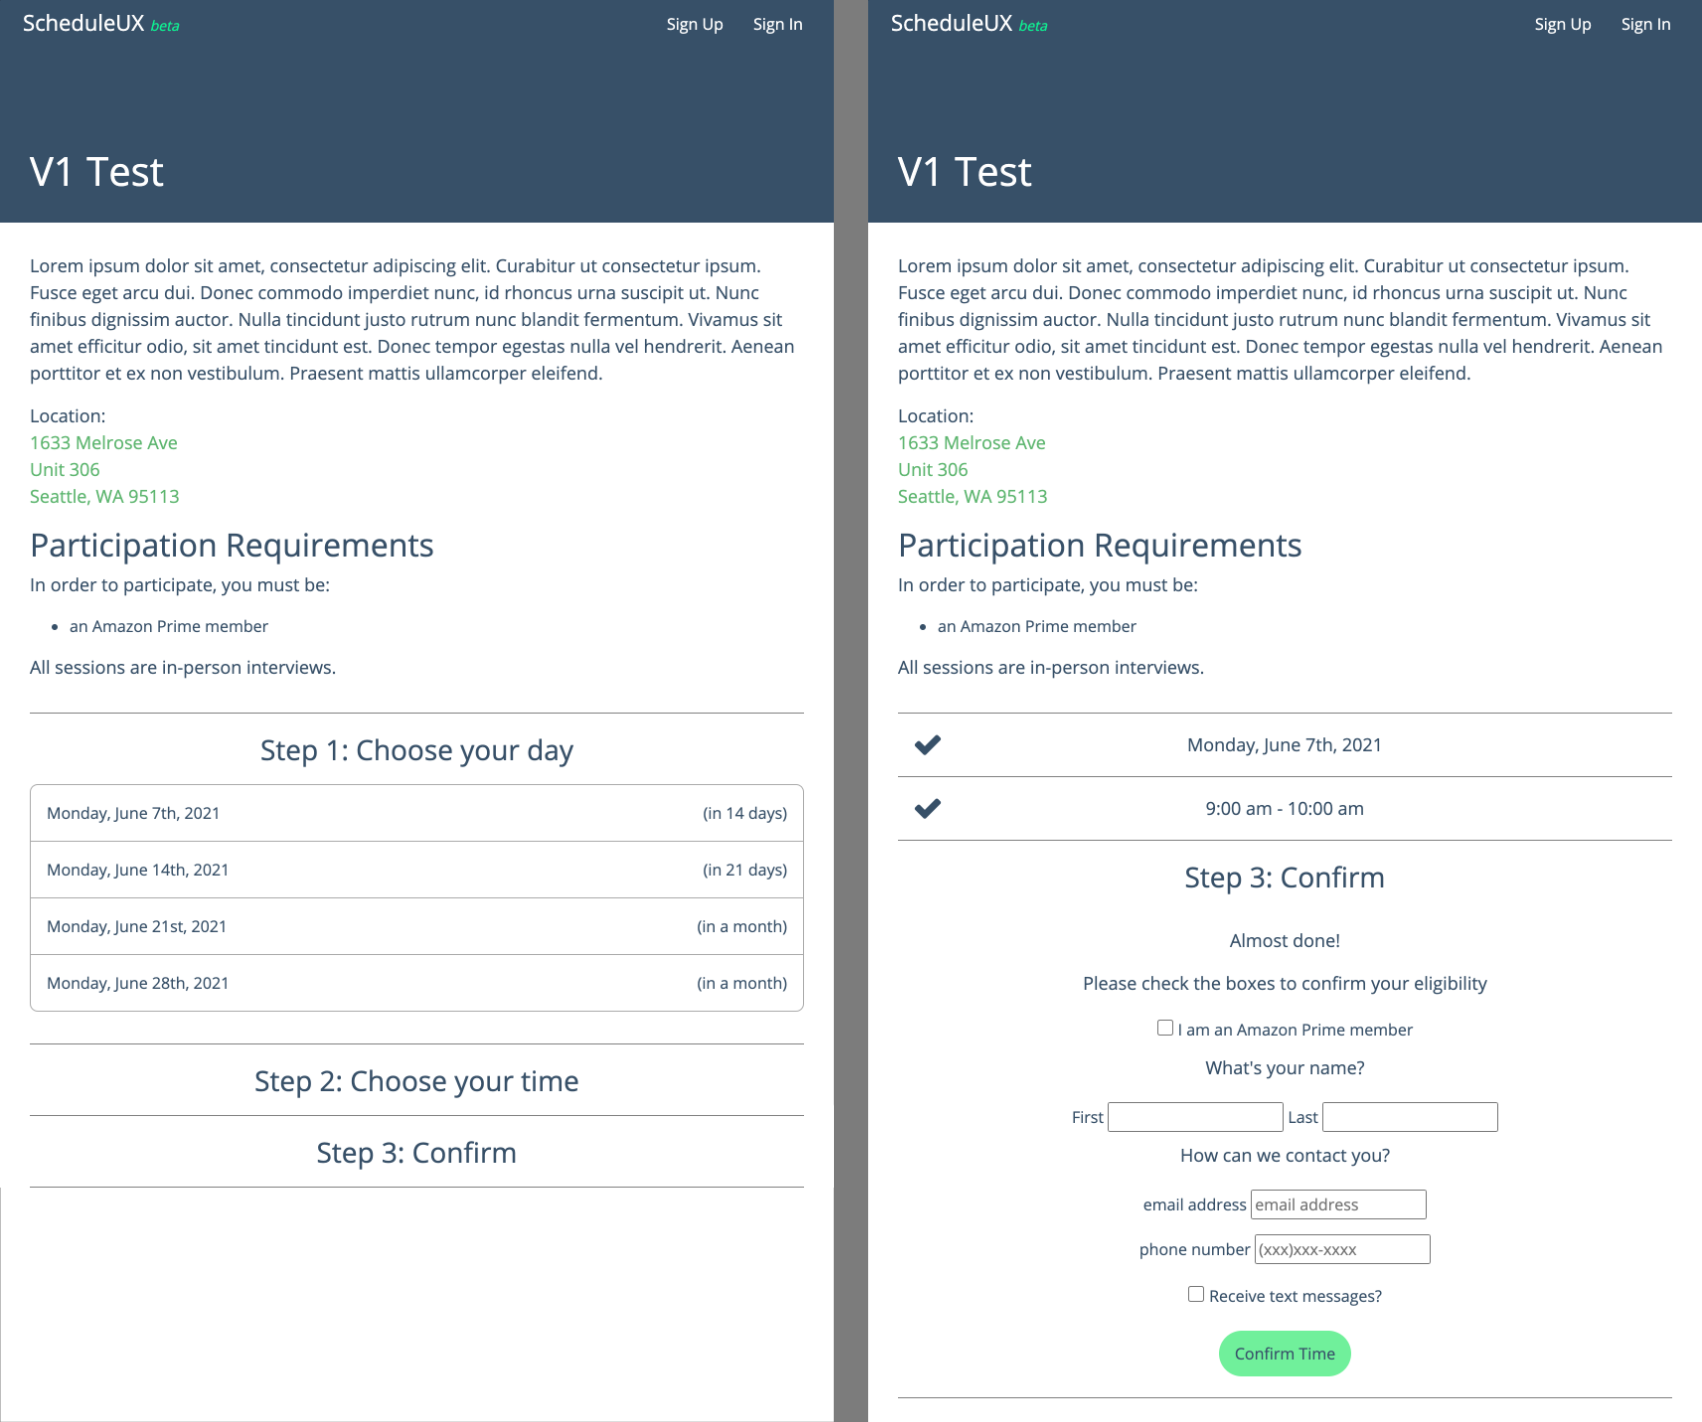 ScheduleUX beta
Sign Up Sign In
V1 Test
Lorem ipsum dolor sit amet, consectetur adipiscing elit. Curabitur ut consectetur ipsum.
Fusce eget arcu dui. Donec commodo imperdiet nunc, id rhoncus urna suscipit ut. Nunc
finibus dignissim auctor. Nulla tincidunt justo rutrum nunc blandit fermentum. Vivamus sit
amet efficitur odio, sit amet tincidunt est. Donec tempor egestas nulla vel hendrerit. Aenean
porttitor et ex non vestibulum. Praesent mattis ullamcorper eleifend.
Location:
1633 Melrose Ave
Unit 306
Seattle, WA 95113
Participation Requirements
In order to participate, you must be:
• an Amazon Prime member
All sessions are in-person interviews.
Step 1: Choose your day
Monday, June 7th, 2021 (in 14 days)
Monday, June 14th, 2021 (in 21 days)
Monday, June 21st, 2021 (in a month)
Monday, June 28th, 2021 (in a month)
Step 2: Choose your time
Step 3: Confirm
ScheduleUX beta
Sign Up Sign In
V1 Test
Lorem ipsum dolor sit amet, consectetur adipiscing elit. Curabitur ut consectetur ipsum.
Fusce eget arcu dui. Donec commodo imperdiet nunc, id rhoncus urna suscipit ut. Nunc
finibus dignissim auctor. Nulla tincidunt justo rutrum nunc blandit fermentum. Vivamus sit
amet efficitur odio, sit amet tincidunt est. Donec tempor egestas nulla vel hendrerit. Aenean
porttitor et ex non vestibulum. Praesent mattis ullamcorper eleifend.
Location:
1633 Melrose Ave
Unit 306
Seattle, WA 95113
Participation Requirements
In order to participate, you must be:
• an Amazon Prime member
All sessions are in-person interviews.
Monday, June 7th, 2021
9:00 am - 10:00 am
Step 3: Confirm
Almost done!
Please check the boxes to confirm your eligibility
I am an Amazon Prime member
What's your name?
First Last
How can we contact you?
email address email address
phone number (xxx)xxx-xxxx
Receive text messages?
Confirm Time